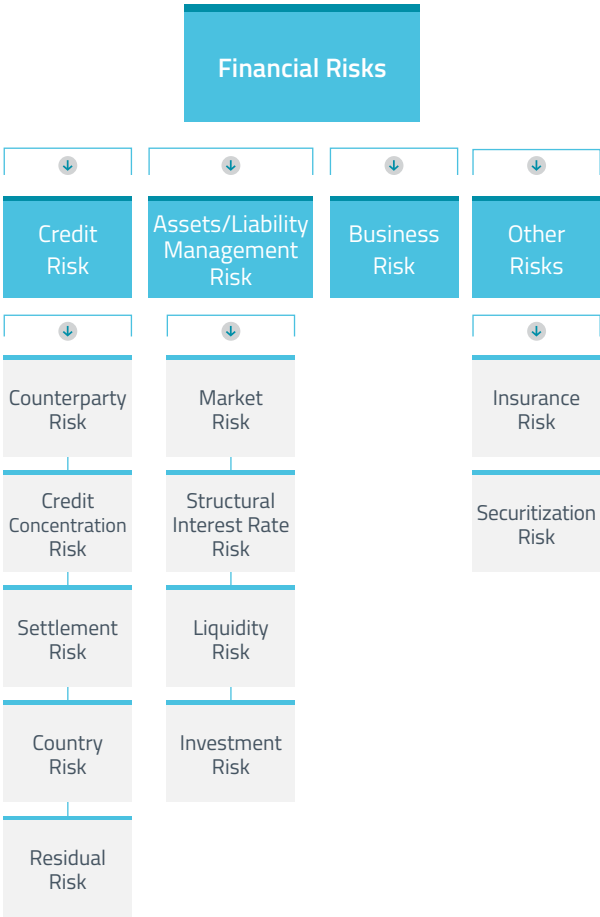 Financial Risks
Credit
Risk
Assets/Liability
Management
Risk
Business
Risk
Other
Risks
Counterparty
Risk
Credit
Concentration
Risk
Settlement
Risk
Country
Risk
Residual
Risk
Market
Risk
Structural
Interest Rate
Risk
Liquidity
Risk
Investment
Risk
Insurance
Risk
Securitization
Risk